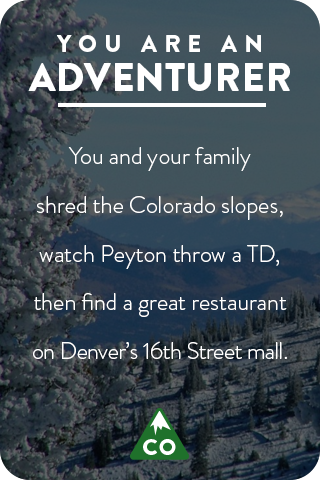 YOU ARE AN
ADVENTURER
You and your family
shred the Colorado slopes,
watch Peyton throw a TD,
then find a great restaurant
on Denver's 16th Street mall.
CO